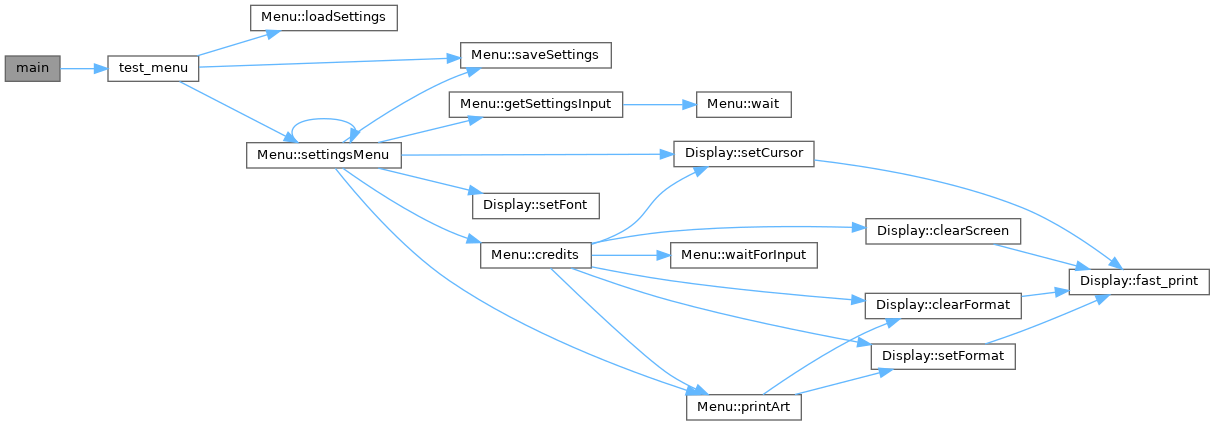 Menu::loadSettings
main
test_menu
Menu::saveSettings
Menu::getSettingsInput
Menu::wait
Menu::settingsMenu
Display::setCursor
Display::setFont
Display::clearScreen
Menu::credits
Menu::waitForInput
Display::fast_print
Display::clearFormat
Display::setFormat
Menu::printArt